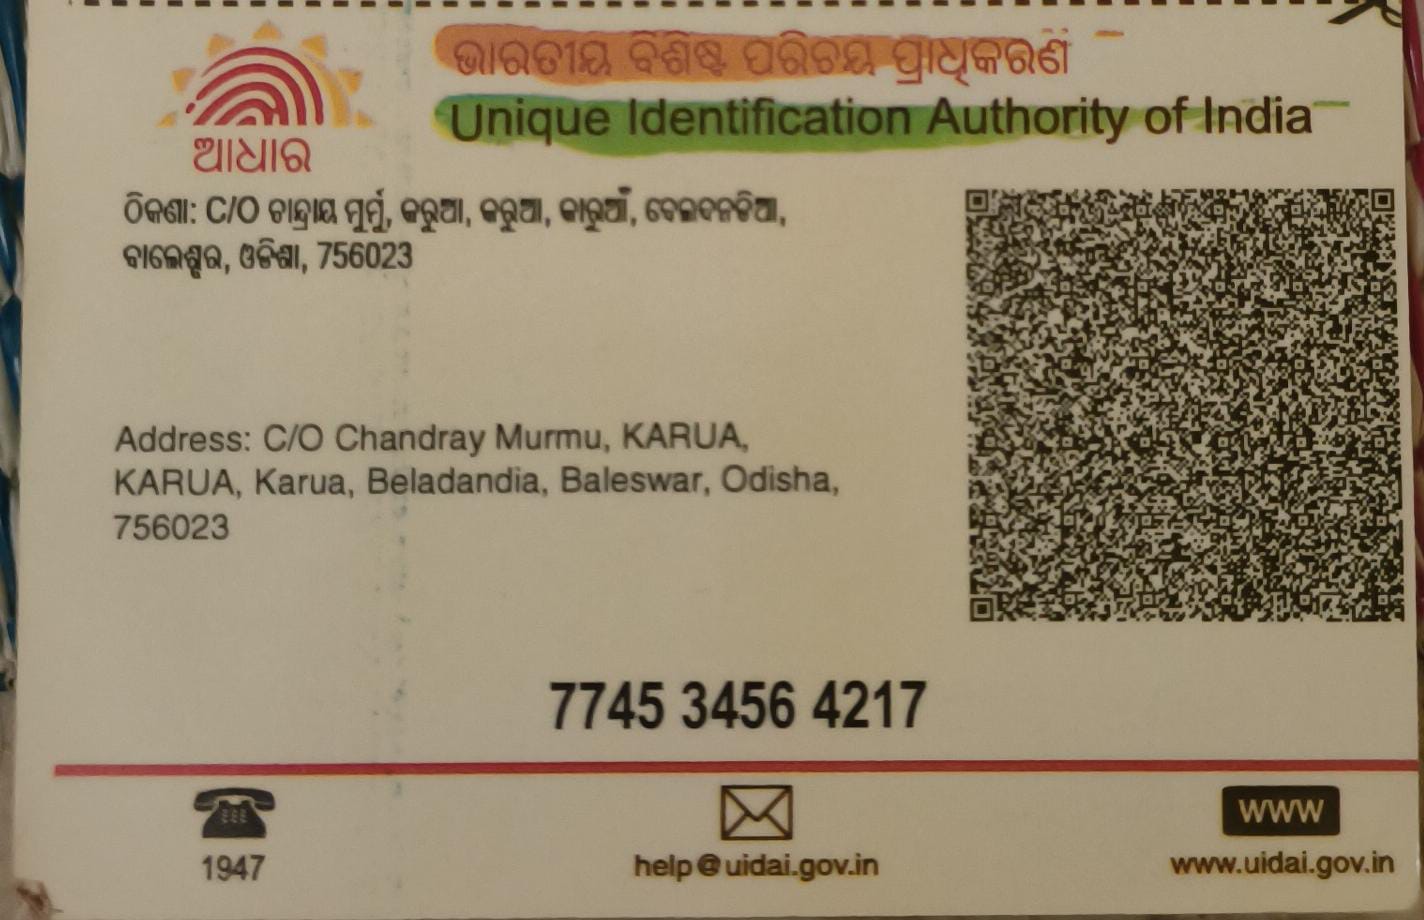 ଭାରତୀୟ ବିଶିଷ୍ଟ ପରିଚୟ ପ୍ରାଧିକରଣ
Unique Identification Authority of India
ଆଧାର
ଠିକଣା: C/O ଚାନ୍ଦ୍ରାୟ ମୁର୍ମୁ, କରୁଆ, କରୁଆ, କାରୁଆଁ, ବେଲଦନଡିଆ,
ବାଲେଶ୍ଵର, ଓଡିଶା, 756023
Address: C/O Chandray Murmu, KARUA,
KARUA, Karua, Beladandia, Baleswar, Odisha,
756023
7745 3456 4217
1947
help@uidai.gov.in
www
www.uidai.gov.in